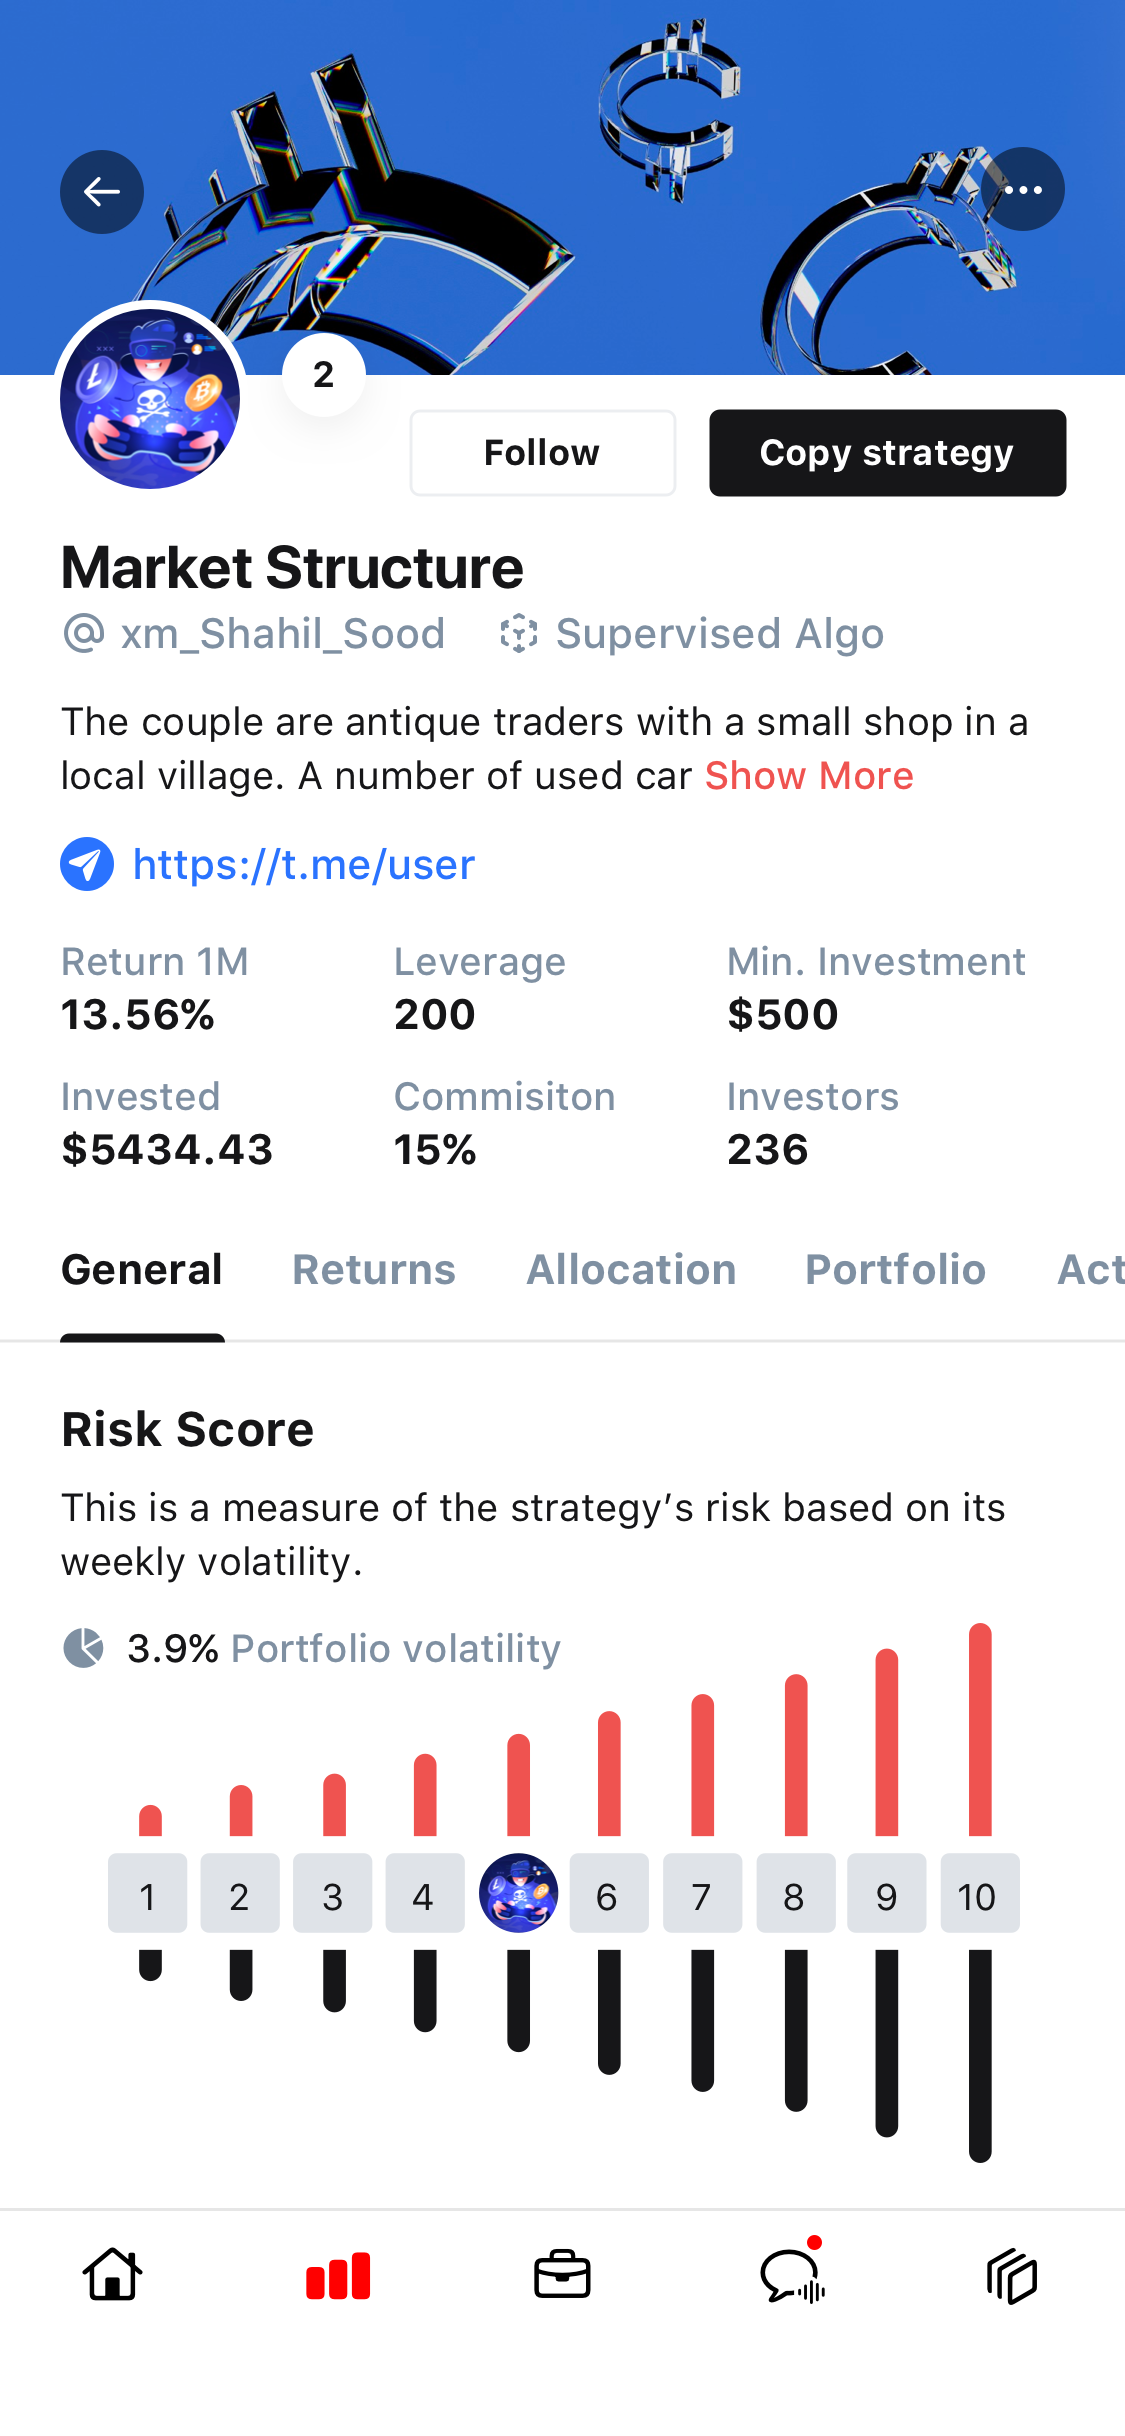 2
Follow
Copy strategy
Market Structure
xm_Shahil_Sood
Supervised Algo
The couple are antique traders with a small shop in a
local village. A number of used car Show More
https://t.me/user
Return 1M
Leverage
Min. Investment
13.56%
200
$500
Invested
Commisiton
Investors
$5434.43
15%
236
General
Returns
Allocation
Portfolio
Act
Risk Score
This is a measure of the strategy’s risk based on its
weekly volatility.
3.9% Portfolio volatility
1
2
3
4
6
7
8
9
10